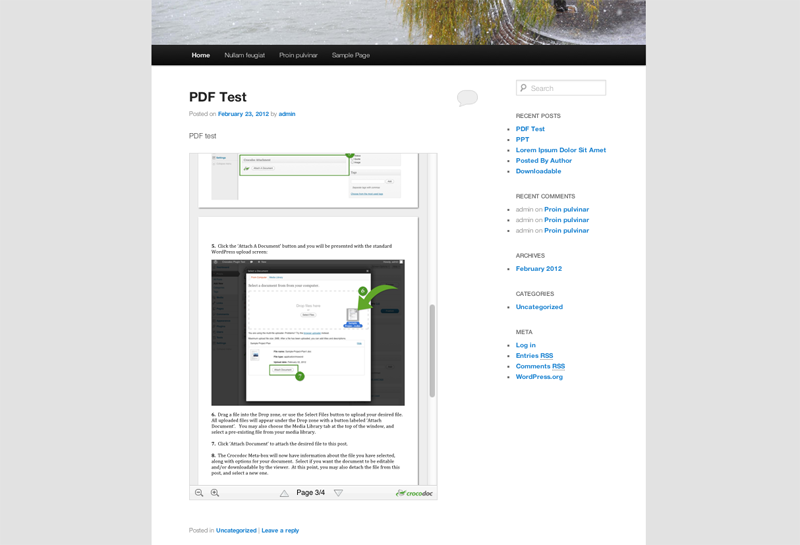 Home Nullam feugiat Proin pulvinar Sample Page
PDF Test
Posted on February 23, 2012 by admin
PDF test
5. Click the 'Attach A Document' button and you will be presented with the standard
WordPress upload screen:
Select a document from from your computer.
Drop files here
Select Files
Attach Document
6. Drag a file into the Drop zone, or use the Select Files button to upload your desired file.
All uploaded files will appear under the Drop zone with a button labeled 'Attach
Document'. You may also choose the Media Library tab at the top of the window, and
select a pre-existing file from your media library.
7. Click 'Attach Document' to attach the desired file to this post.
8. The Crocodoc Meta-box will now have information about the file you have selected,
along with options for your document. Select if you want the document to be editable
and/or downloadable by the viewer. At this point, you may also detach the file from this
post, and select a new one.
Page 3/4
crocodoc
Posted in Uncategorized | Leave a reply
Search
RECENT POSTS
PDF Test
PPT
Lorem Ipsum Dolor Sit Amet
Posted By Author
Downloadable
RECENT COMMENTS
admin on Proin pulvinar
admin on Proin pulvinar
admin on Proin pulvinar
ARCHIVES
February 2012
CATEGORIES
Uncategorized
META
Log in
Entries RSS
Comments RSS
WordPress.org